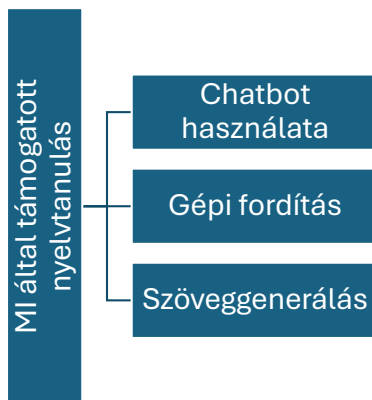 MI által támogatott
nyelvtanulás
Chatbot
használata
Gépi fordítás
Szöveggenerálás